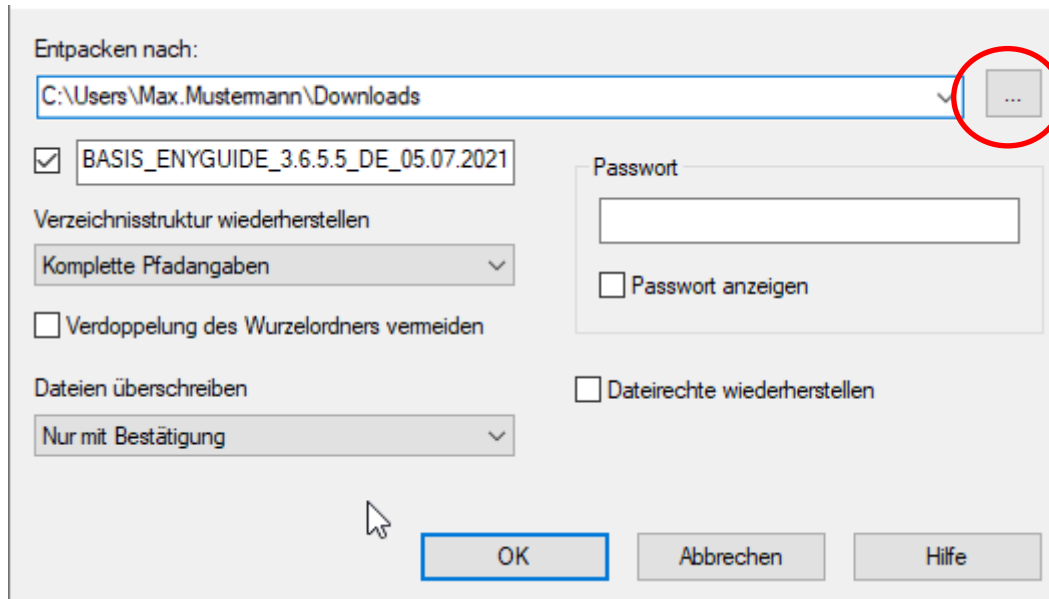 Entpacken nach:
C:\Users\Max.Mustermann\Downloads
...
BASIS_ENYGUIDE_3.6.5.5_DE_05.07.2021
Verzeichnisstruktur wiederherstellen
Komplette Pfadangaben
Verdoppelung des Wurzelordners vermeiden
Dateien überschreiben
Nur mit Bestätigung
Passwort
Passwort anzeigen
Dateirechte wiederherstellen
OK
Abbrechen
Hilfe